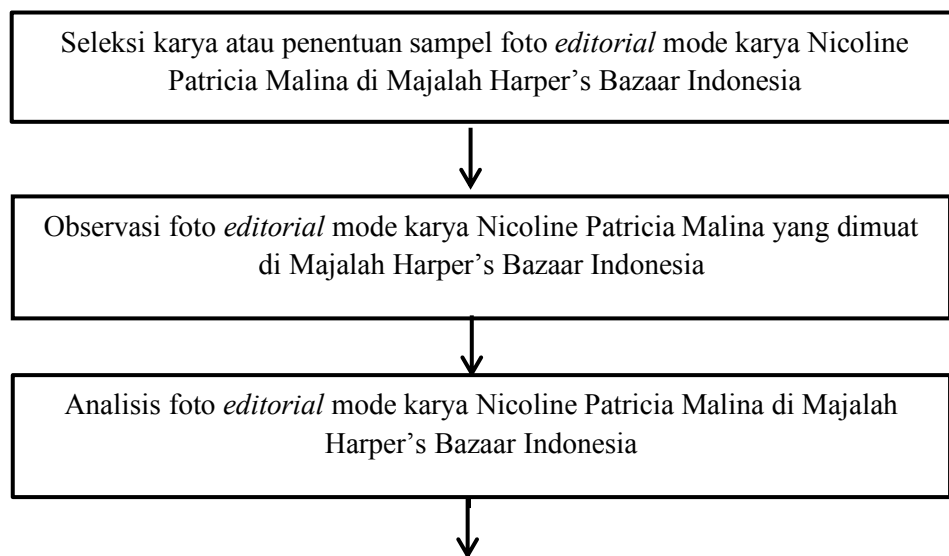 Seleksi karya atau penentuan sampel foto editorial mode karya Nicoline
Patricia Malina di Majalah Harper’s Bazaar Indonesia
Observasi foto editorial mode karya Nicoline Patricia Malina yang dimuat
di Majalah Harper’s Bazaar Indonesia
Analisis foto editorial mode karya Nicoline Patricia Malina di Majalah
Harper’s Bazaar Indonesia